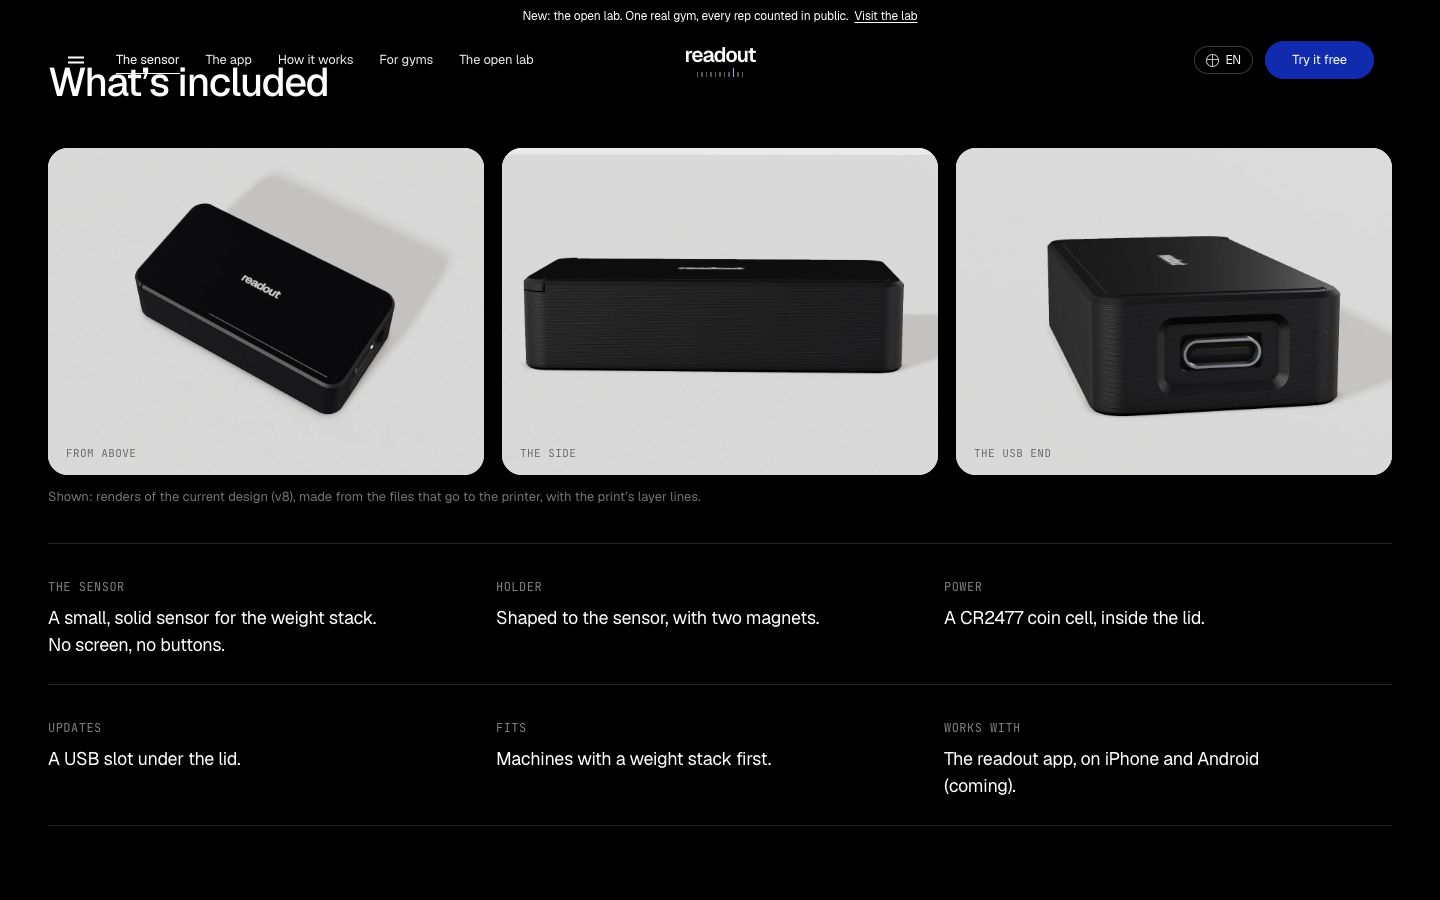 New: the open lab. One real gym, every rep counted in public. Visit the lab
The sensor
The app
How it works
For gyms
The open lab
readout
EN
Try it free
What's included
readout
readout
readout
FROM ABOVE
THE SIDE
THE USB END
Shown: renders of the current design (v8), made from the files that go to the printer, with the print's layer lines.
THE SENSOR
A small, solid sensor for the weight stack.
No screen, no buttons.
HOLDER
Shaped to the sensor, with two magnets.
POWER
A CR2477 coin cell, inside the lid.
UPDATES
A USB slot under the lid.
FITS
Machines with a weight stack first.
WORKS WITH
The readout app, on iPhone and Android
(coming).